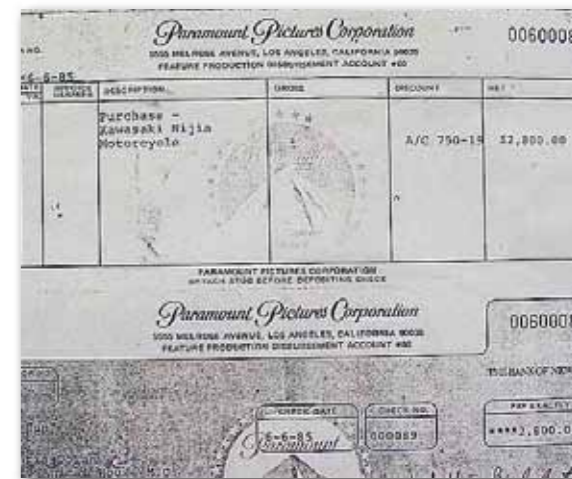 Paramount Pictures Corporation
0060008
5555 MELROSE AVENUE, LOS ANGELES, CALIFORNIA 90038
FEATURE PRODUCTION DISBURSEMENT ACCOUNT #60
6-6-85
DESCRIPTION GROSS DISCOUNT NET
Purchase -
Kawasaki Nijia
Motorcycle
A/C 750-19 $2,800.00
PARAMOUNT PICTURES CORPORATION
DETACH STUB BEFORE DEPOSITING CHECK
Paramount Pictures Corporation
0060008
5555 MELROSE AVENUE, LOS ANGELES, CALIFORNIA 90038
FEATURE PRODUCTION DISBURSEMENT ACCOUNT #60
THE BANK OF NEW
CHECK DATE CHECK NO. PAY EXACTLY
6-6-85 000089 ****2,800.0
Paramount